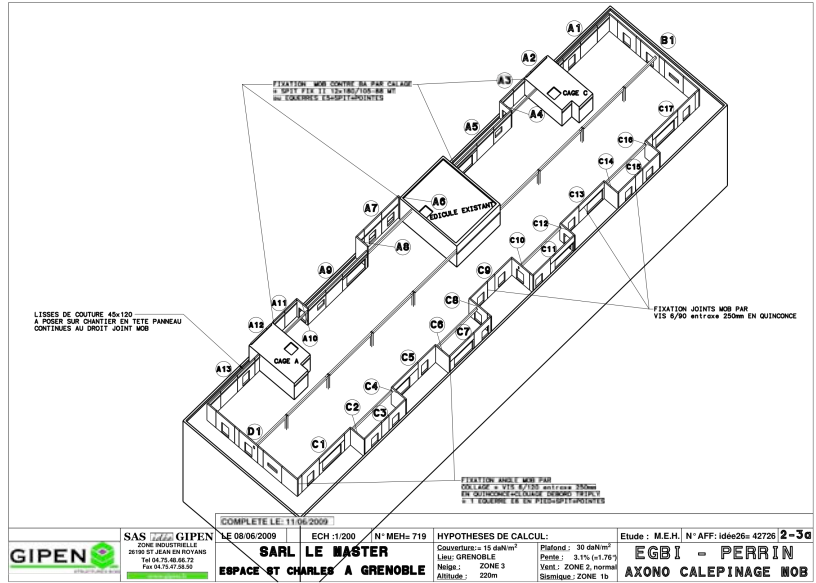 A1
B1
A2
A3
FIXATION MOB CONTRE BA PAR CALAGE
+ SPIT FIX II 12x180/105-88 MT
ou EQUERRES E5+SPIT+POINTES
CAGE C
C17
A4
A5
C16
C15
C14
A6
A7
EDICULE EXISTANT
C13
C12
A8
C11
C10
A9
C9
C8
A11
LISSES DE COUTURE 45x120
A POSER SUR CHANTIER EN TETE PANNEAU
CONTINUES AU DROIT JOINT MOB
FIXATION JOINTS MOB PAR
VIS 6/90 entraxe 250mm EN QUINCONCE
A12
A10
C7
C6
CAGE A
C5
A13
C4
C3
C2
D1
C1
FIXATION ANGLE MOB PAR
COLLAGE + VIS 6/120 entraxe 250mm
EN QUINCONCE+CLOUAGE DEBORD TRIPLY
+ 1 EQUERRE E6 EN PIED+SPIT+POINTES
COMPLETE LE: 11/06/2009
GIPEN
SAS GIPEN
ZONE INDUSTRIELLE
26190 ST JEAN EN ROYANS
Tel 04.75.48.66.72
Fax 04.75.47.58.50
www.gipen.fr
LE 08/06/2009 ECH :1/200 N° MEH= 719
SARL LE MASTER
ESPACE ST CHARLES A GRENOBLE
HYPOTHESES DE CALCUL:
Couverture:= 15 daN/m²
Plafond : 30 daN/m²
Lieu: GRENOBLE
Pente : 3.1% (=1.76°)
Neige : ZONE 3
Vent : ZONE 2, normal
Altitude : 220m
Sismique : ZONE 1b
Etude : M.E.H. N° AFF: idée26= 42726 2-3a
EGBI - PERRIN
AXONO CALEPINAGE MOB